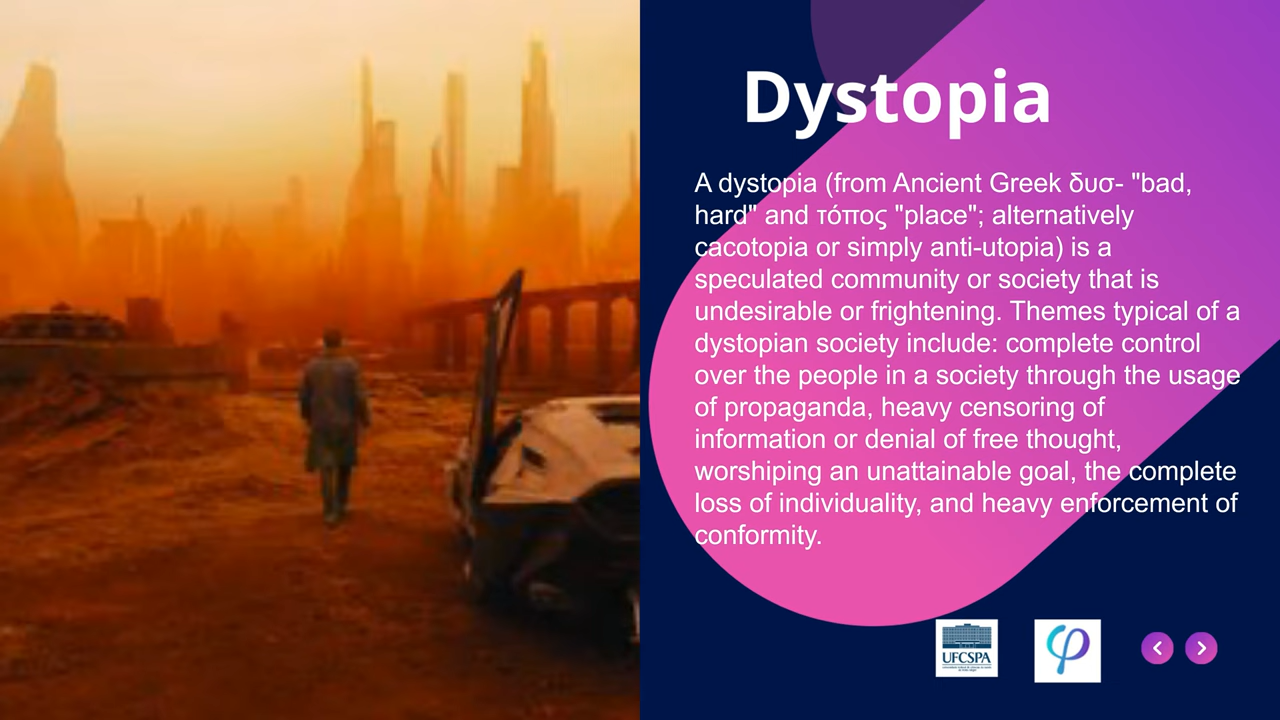 Dystopia
A dystopia (from Ancient Greek δυσ- "bad,
hard" and τόπος "place"; alternatively
cacotopia or simply anti-utopia) is a
speculated community or society that is
undesirable or frightening. Themes typical of a
dystopian society include: complete control
over the people in a society through the usage
of propaganda, heavy censoring of
information or denial of free thought,
worshiping an unattainable goal, the complete
loss of individuality, and heavy enforcement of
conformity.
UFCSPA